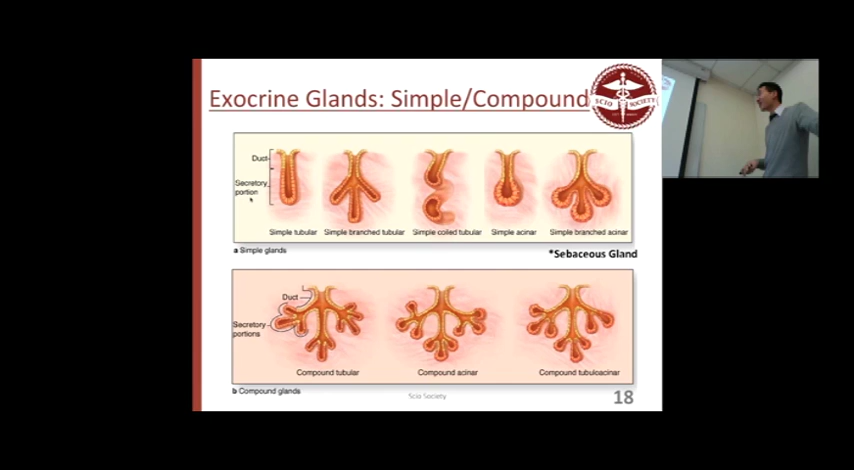 Exocrine Glands: Simple/Compound
SCIO SOCIETY
Duct
Secretory
portion
Simple tubular Simple branched tubular Simple coiled tubular Simple acinar Simple branched acinar
a Simple glands
*Sebaceous Gland
Duct
Secretory
portions
Compound tubular Compound acinar Compound tubuloacinar
b Compound glands
Scio Society
18